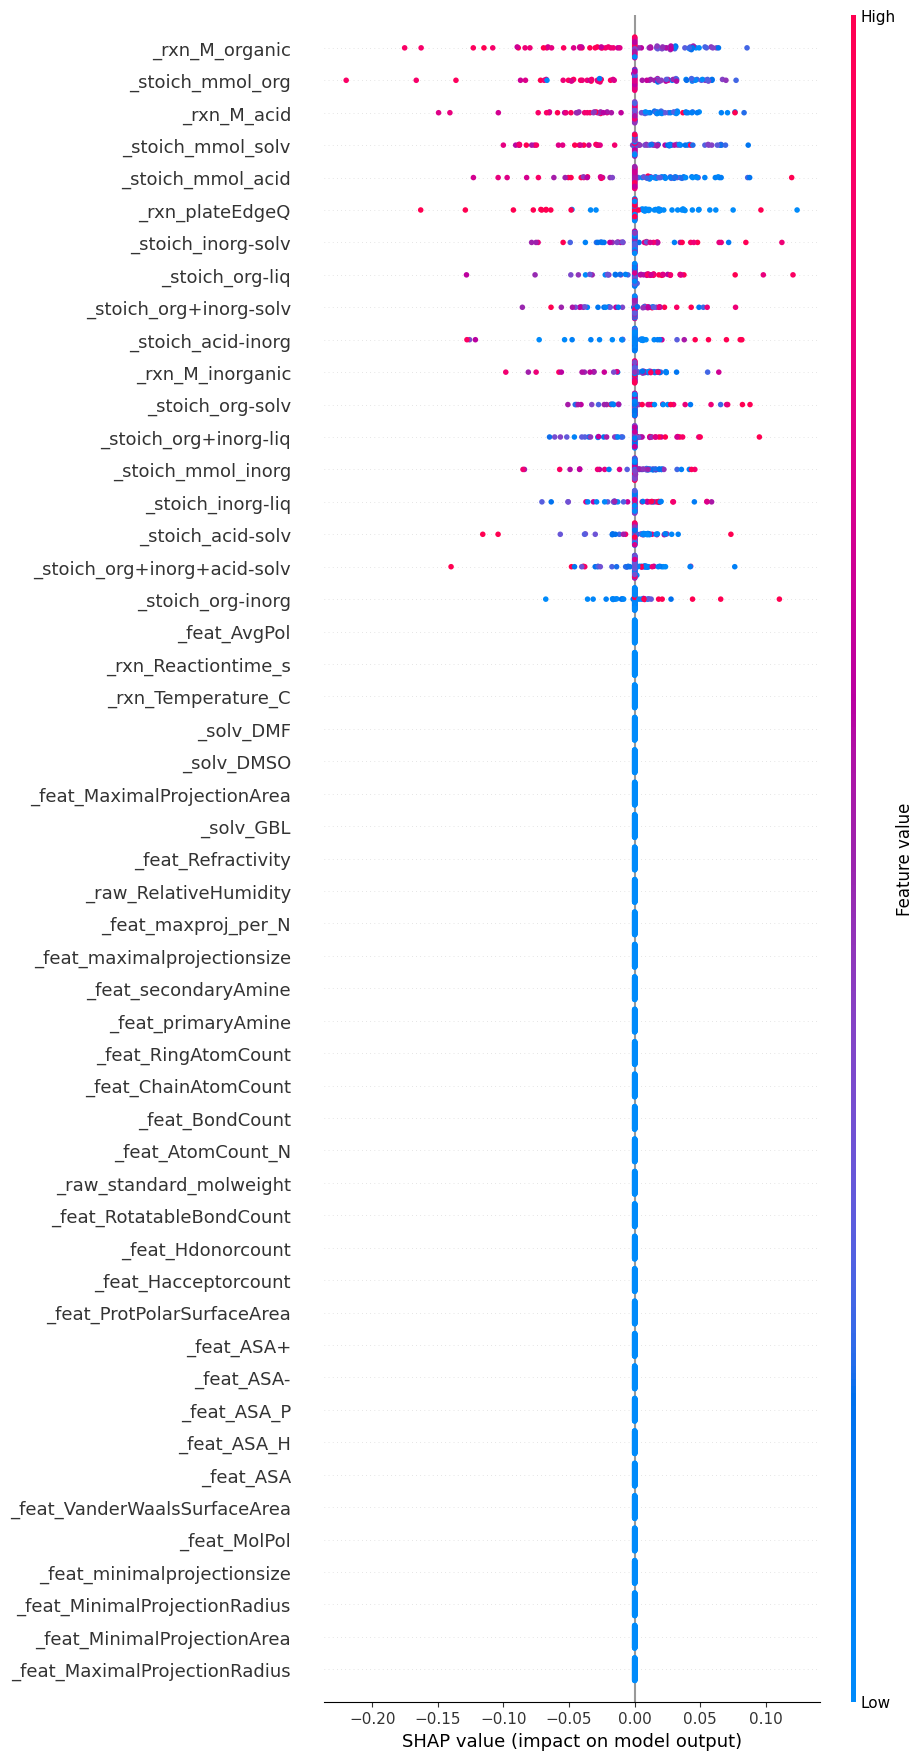 High
_rxn_M_organic
_stoich_mmol_org
_rxn_M_acid
_stoich_mmol_solv
_stoich_mmol_acid
_rxn_plateEdgeQ
_stoich_inorg-solv
_stoich_org-liq
_stoich_org+inorg-solv
_stoich_acid-inorg
_rxn_M_inorganic
_stoich_org-solv
_stoich_org+inorg-liq
_stoich_mmol_inorg
_stoich_inorg-liq
_stoich_acid-solv
_stoich_org+inorg+acid-solv
_stoich_org-inorg
_feat_AvgPol
_rxn_Reactiontime_s
_rxn_Temperature_C
_solv_DMF
_solv_DMSO
_feat_MaximalProjectionArea
_solv_GBL
_feat_Refractivity
_raw_RelativeHumidity
_feat_maxproj_per_N
_feat_maximalprojectionsize
_feat_secondaryAmine
_feat_primaryAmine
_feat_RingAtomCount
_feat_ChainAtomCount
_feat_BondCount
_feat_AtomCount_N
_raw_standard_molweight
_feat_RotatableBondCount
_feat_Hdonorcount
_feat_Hacceptorcount
_feat_ProtPolarSurfaceArea
_feat_ASA+
_feat_ASA-
_feat_ASA_P
_feat_ASA_H
_feat_ASA
_feat_VanderWaalsSurfaceArea
_feat_MolPol
_feat_minimalprojectionsize
_feat_MinimalProjectionRadius
_feat_MinimalProjectionArea
_feat_MaximalProjectionRadius
Feature value
Low
−0.20 −0.15 −0.10 −0.05 0.00 0.05 0.10
SHAP value (impact on model output)